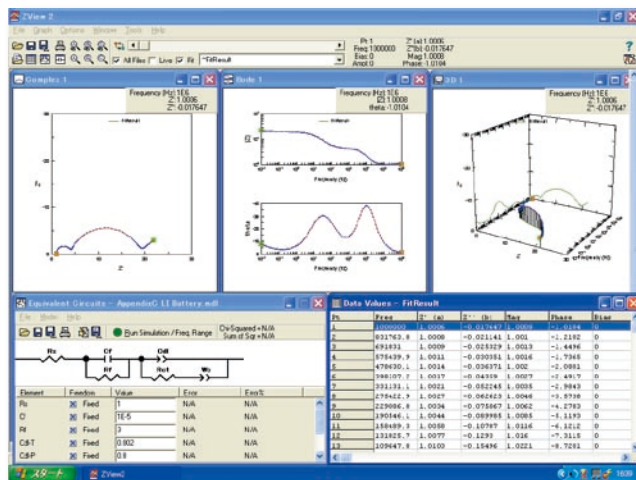 ZView 2
File Graph Options Window Tools Help
Pt: 1
Freq: 1000000
Bias: 0
Ampl: 0
Z' (a): 1.0006
Z''(b): -0.017647
Mag: 1.0008
Phase: -1.0104
All Files Live Fit FitResult
Complex 1
Frequency (Hz): 1E6
Z': 1.0006
Z'': -0.017647
FitResult
Bode 1
Frequency (Hz): 1E6
|Z|: 1.0008
theta: -1.0104
FitResult
|Z|
Frequency (Hz)
theta
Frequency (Hz)
3D 1
Frequency (Hz): 1E6
Z': 1.0006
Z'': -0.017647
FitResult
Equivalent Circuits - AppendixC LI Battery.mdl
File Model Help
Run Simulation / Freq. Range
Chi-Squared = N/A
Sum of Sqr = N/A
Rs Cf Rf Cdl Rct Wo
Element Freedom Value Error Error%
Rs Fixed 1 N/A N/A
Cf Fixed 1E-5 N/A N/A
Rf Fixed 3 N/A N/A
Cdl-T Fixed 0.002 N/A N/A
Cdl-P Fixed 0.8 N/A N/A
Data Values - FitResult
Pt. Freq Z' (a) Z'' (b) Mag Phase Bias
1 1000000 1.0006 -0.017647 1.0008 -1.0104 0
2 831763.8 1.0008 -0.021141 1.001 -1.2102 0
3 691831 1.0009 -0.025329 1.0013 -1.4496 0
4 575439.9 1.0011 -0.030351 1.0016 -1.7365 0
5 478630.1 1.0014 -0.036371 1.002 -2.0801 0
6 398107.2 1.0017 -0.04359 1.0027 -2.4917 0
7 331131.1 1.0021 -0.052245 1.0035 -2.9843 0
8 275422.9 1.0027 -0.062623 1.0046 -3.5738 0
9 229086.8 1.0034 -0.075067 1.0062 -4.2783 0
10 190546.1 1.0044 -0.089985 1.0085 -5.1193 0
11 158489.3 1.0058 -0.10787 1.0116 -6.1212 0
12 131825.7 1.0077 -0.1293 1.016 -7.3115 0
13 109647.8 1.0103 -0.15496 1.0221 -8.7201 0
スタート ZView2 16:39